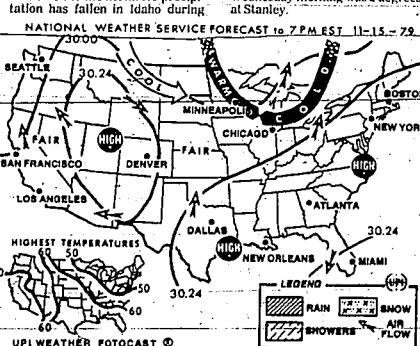 tation has fallen in Idaho during
at Stanley.
NATIONAL WEATHER SERVICE FORECAST to 7 PM EST 11-15-79
30.00
SEATTLE
30.24
COOL
WARM
COLD
MINNEAPOLIS
BOSTON
NEW YORK
CHICAGO
FAIR
HIGH
FAIR
SAN FRANCISCO
DENVER
HIGH
LOS ANGELES
ATLANTA
DALLAS
HIGHEST TEMPERATURES
HIGH
NEW ORLEANS
30.24
MIAMI
60 50
50
60
60 60
30.24
LEGEND
UPI
RAIN
SNOW
SHOWERS
AIR
FLOW
UPI WEATHER FOTOCAST ®